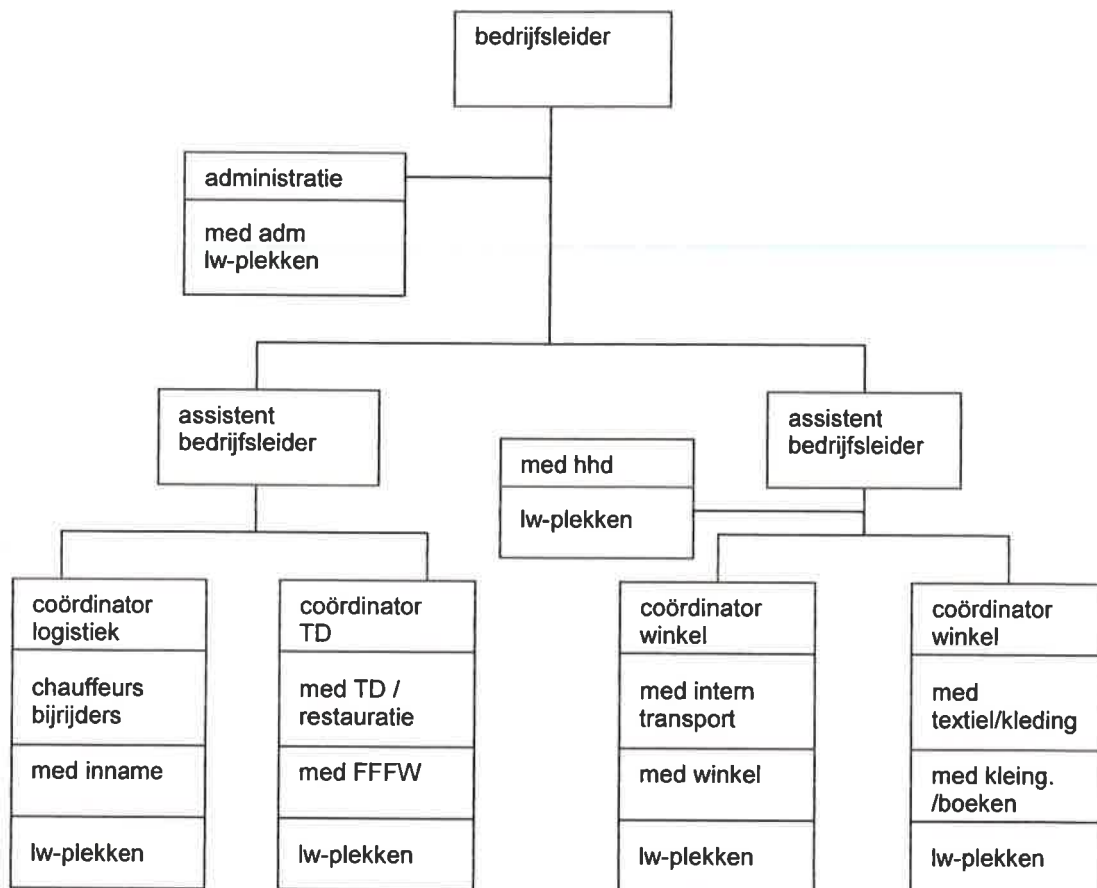 bedrijfsleider
administratie
med adm
lw-plekken
assistent
bedrijfsleider
assistent
bedrijfsleider
med hhd
lw-plekken
coördinator
logistiek
chauffeurs
bijrijders
med inname
lw-plekken
coördinator
TD
med TD /
restauratie
med FFFW
lw-plekken
coördinator
winkel
med intern
transport
med winkel
lw-plekken
coördinator
winkel
med
textiel/kleding
med kleing.
/boeken
lw-plekken